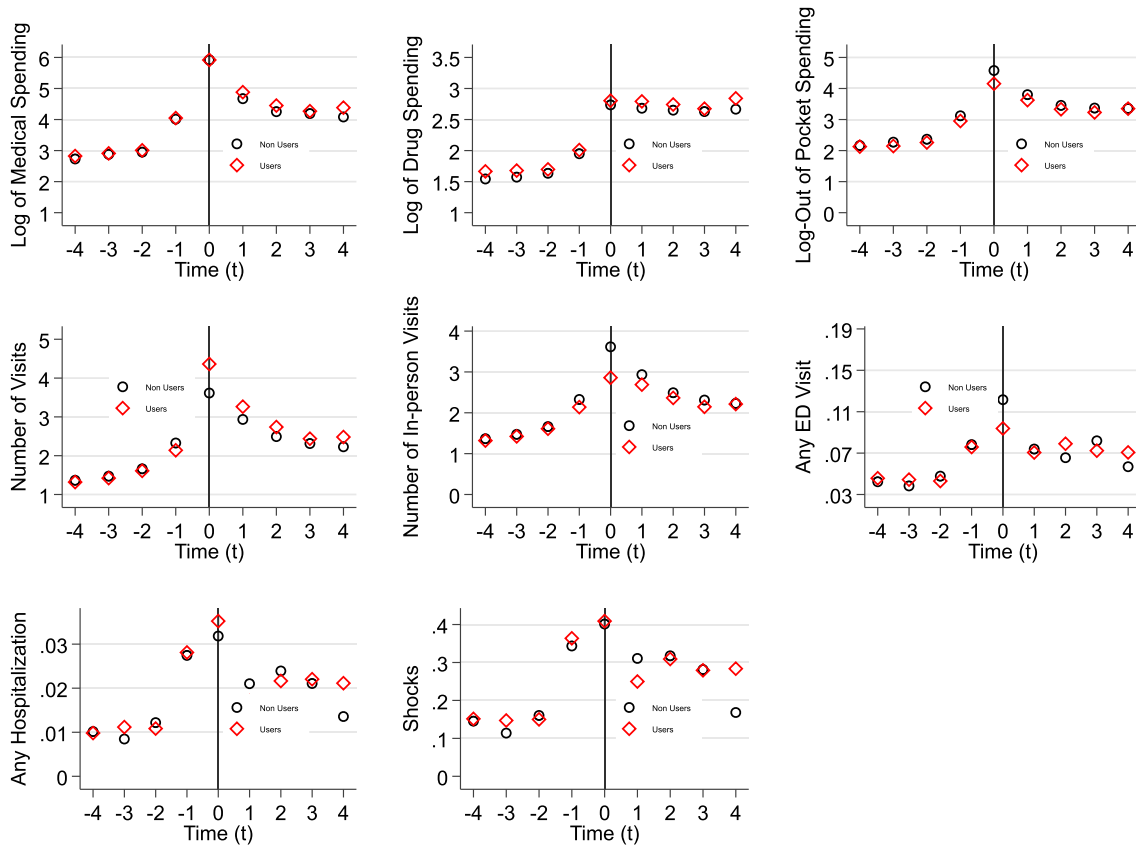 Log of Medical Spending
6
5
4
3
2
1
Non Users
Users
-4 -3 -2 -1 0 1 2 3 4
Time (t)
Log of Drug Spending
3.5
3
2.5
2
1.5
1
Non Users
Users
-4 -3 -2 -1 0 1 2 3 4
Time (t)
Log-Out of Pocket Spending
5
4
3
2
1
0
Non Users
Users
-4 -3 -2 -1 0 1 2 3 4
Time (t)
Number of Visits
5
4
3
2
1
Non Users
Users
-4 -3 -2 -1 0 1 2 3 4
Time (t)
Number of In-person Visits
4
3
2
1
0
Non Users
Users
-4 -3 -2 -1 0 1 2 3 4
Time (t)
Any ED Visit
.19
.15
.11
.07
.03
Non Users
Users
-4 -3 -2 -1 0 1 2 3 4
Time (t)
Any Hospitalization
.03
.02
.01
0
Non Users
Users
-4 -3 -2 -1 0 1 2 3 4
Time (t)
Shocks
.4
.3
.2
.1
0
Non Users
Users
-4 -3 -2 -1 0 1 2 3 4
Time (t)